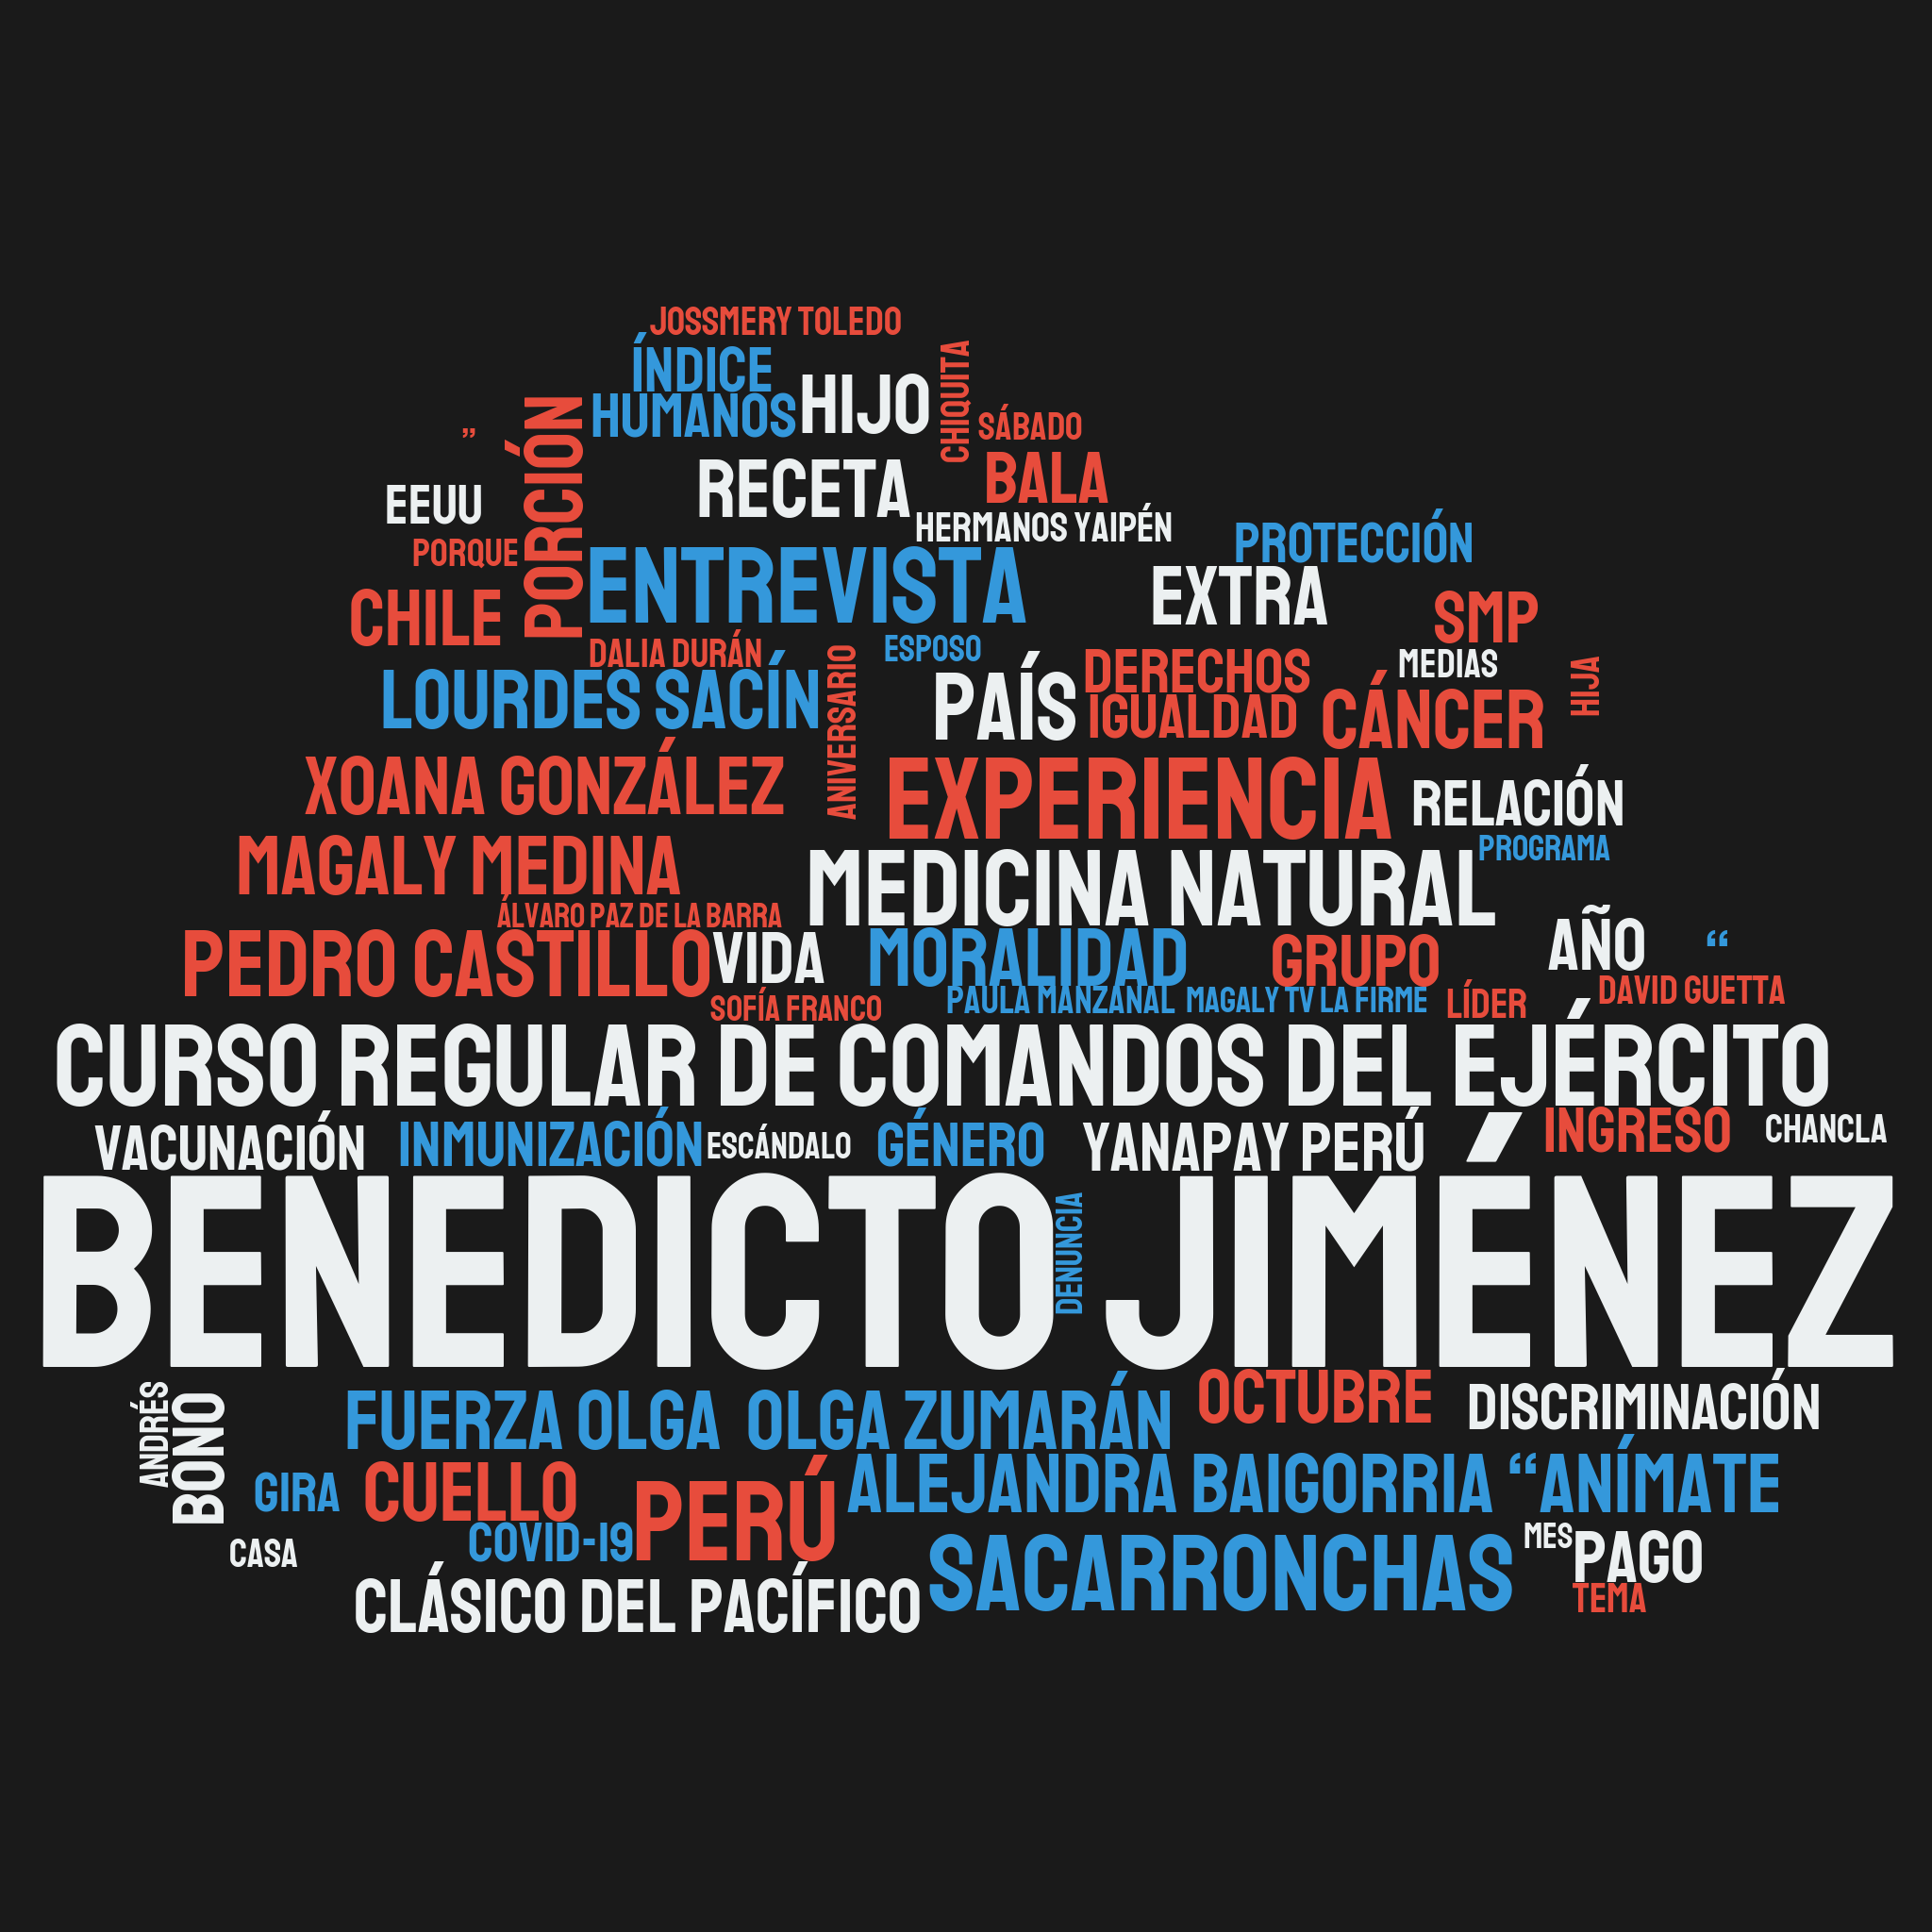 JOSSMERY TOLEDO
ÍNDICE
HUMANOS
HIJO
CHIQUITA
SÁBADO
”
PORCIÓN
RECETA
BALA
EEUU
HERMANOS YAIPÉN
PORQUE
PROTECCIÓN
ENTREVISTA
EXTRA
CHILE
SMP
DALIA DURÁN
ESPOSO
ANIVERSARIO
DERECHOS
MEDIAS
HIJA
LOURDES SACÍN
PAÍS
IGUALDAD
CÁNCER
XOANA GONZÁLEZ
EXPERIENCIA
RELACIÓN
PROGRAMA
MAGALY MEDINA
MEDICINA NATURAL
ÁLVARO PAZ DE LA BARRA
PEDRO CASTILLO
VIDA
MORALIDAD
GRUPO
AÑO
“
SOFÍA FRANCO
PAULA MANZANAL
MAGALY TV LA FIRME
LÍDER
DAVID GUETTA
CURSO REGULAR DE COMANDOS DEL EJÉRCITO
VACUNACIÓN
INMUNIZACIÓN
ESCÁNDALO
GÉNERO
YANAPAY PERÚ
INGRESO
CHANCLA
BENEDICTO JIMÉNEZ
DENUNCIA
ANDRÉS
BONO
FUERZA OLGA
OLGA ZUMARÁN
OCTUBRE
DISCRIMINACIÓN
GIRA
CUELLO
PERÚ
ALEJANDRA BAIGORRIA
“ANÍMATE
CASA
COVID-19
SACARRONCHAS
MES
PAGO
TEMA
CLÁSICO DEL PACÍFICO